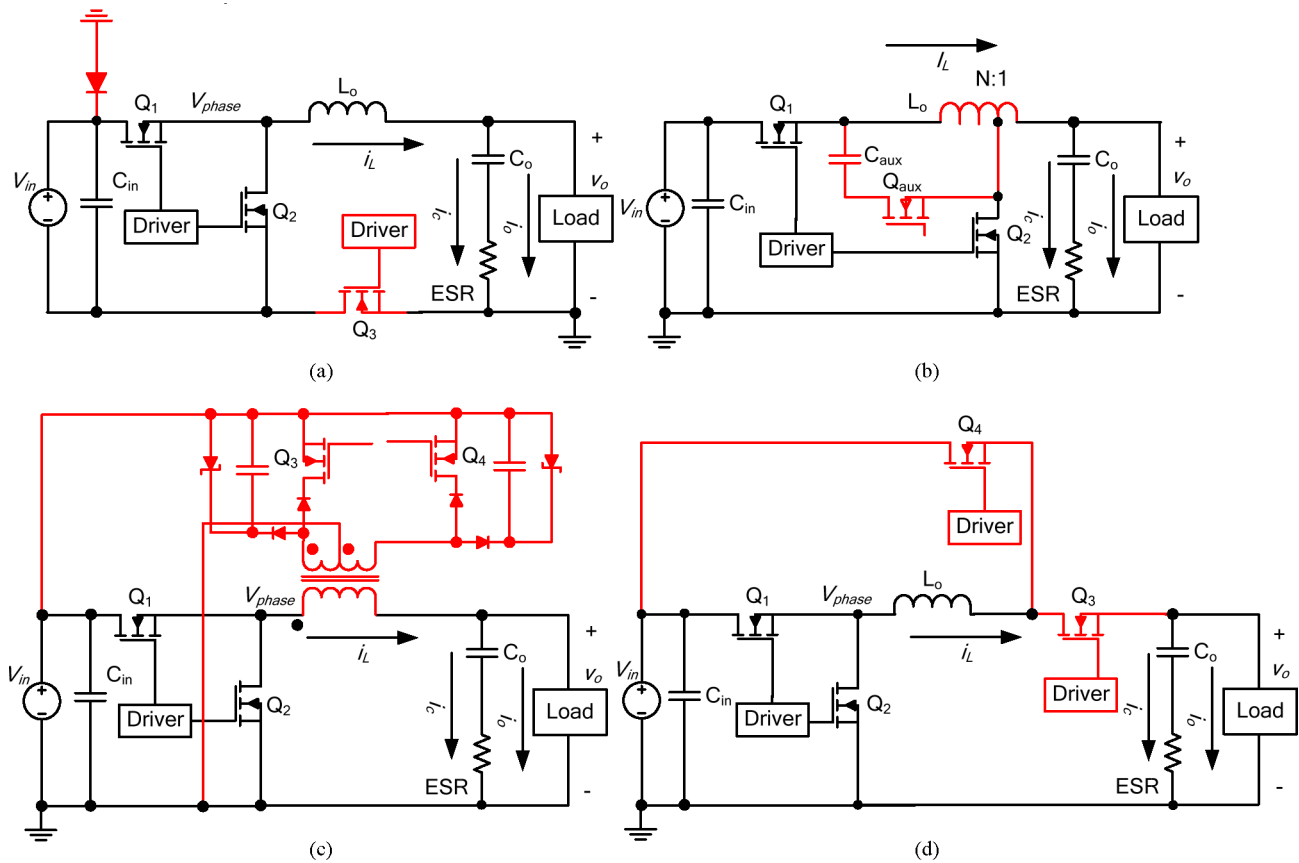 Q1
Vphase
Lo
iL
Vin
Cin
Driver
Q2
Driver
Q3
Co
ic
io
ESR
+
vo
Load
-
(a)
IL
N:1
Q1
Lo
Caux
Qaux
Vin
Cin
Driver
Q2
Co
ic
io
ESR
+
vo
Load
-
(b)
Q3
Q4
Q1
Vphase
iL
Vin
Cin
Driver
Q2
Co
ic
io
ESR
+
vo
Load
-
(c)
Q4
Driver
Q1
Vphase
Lo
iL
Q3
Driver
Vin
Cin
Driver
Q2
Co
ic
io
ESR
+
vo
Load
-
(d)